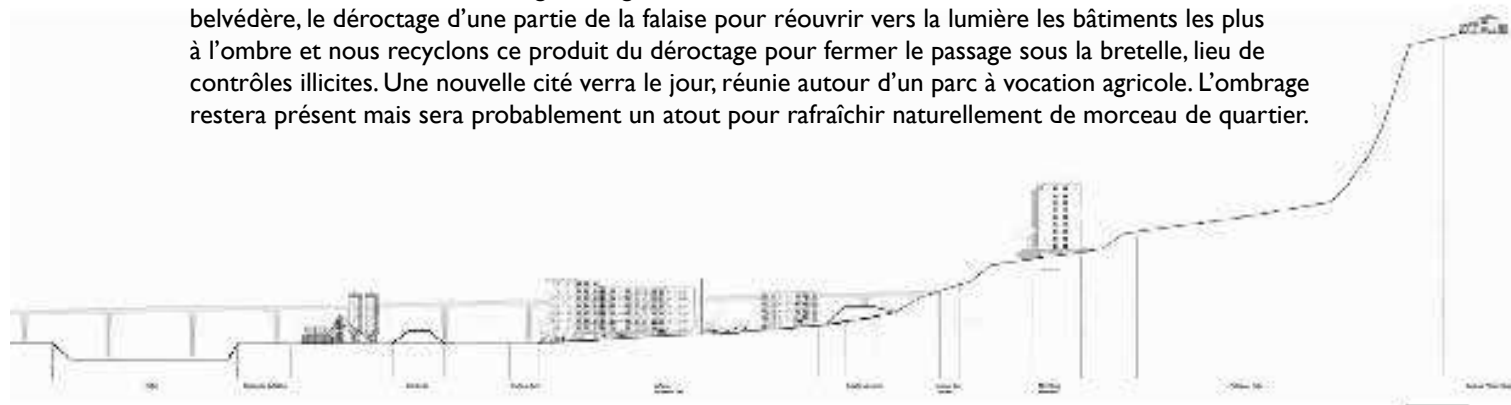 belvédère, le déroctage d’une partie de la falaise pour réouvrir vers la lumière les bâtiments les plus
à l’ombre et nous recyclons ce produit du déroctage pour fermer le passage sous la bretelle, lieu de
contrôles illicites. Une nouvelle cité verra le jour, réunie autour d’un parc à vocation agricole. L’ombrage
restera présent mais sera probablement un atout pour rafraîchir naturellement de morceau de quartier.